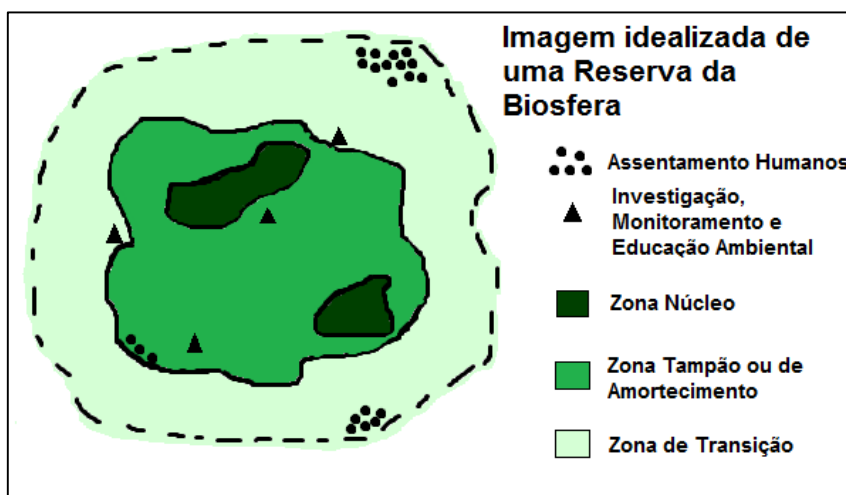 Imagem idealizada de
uma Reserva da
Biosfera
Assentamento Humanos
Investigação,
Monitoramento e
Educação Ambiental
Zona Núcleo
Zona Tampão ou de
Amortecimento
Zona de Transição